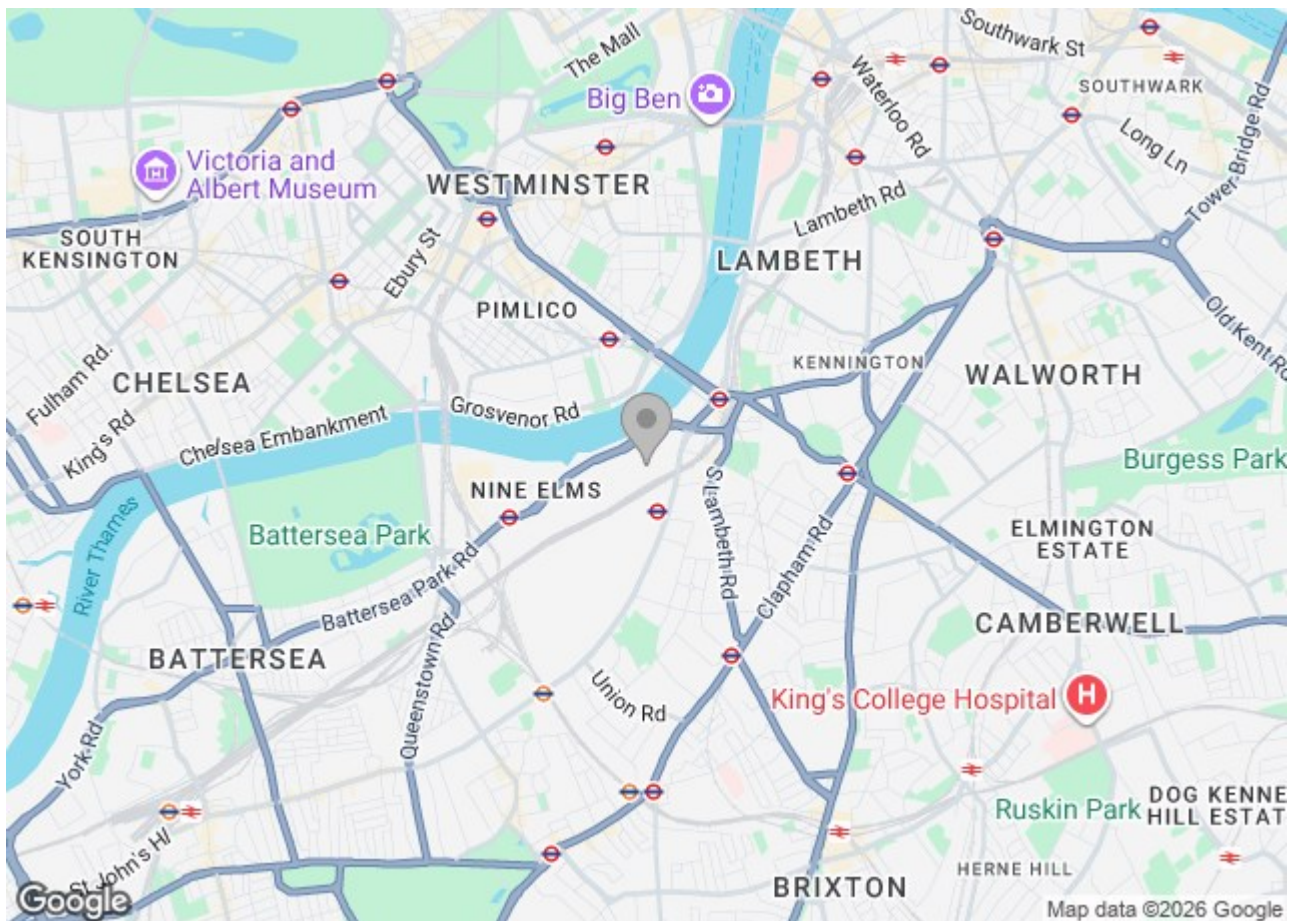 Southwark St
The Mall
Big Ben
Waterloo Rd
SOUTHWARK
Long Ln
Tower Bridge Rd
Victoria and
Albert Museum
WESTMINSTER
Lambeth Rd
SOUTH
KENSINGTON
Ebury St
LAMBETH
PIMLICO
Old Kent Rd
Fulham Rd.
CHELSEA
KENNINGTON
WALWORTH
King's Rd
Chelsea Embankment
Grosvenor Rd
Burgess Park
NINE ELMS
S Lambeth Rd
Clapham Rd
Battersea Park
ELMINGTON
ESTATE
River Thames
Battersea Park Rd
CAMBERWELL
BATTERSEA
Queenstown Rd
Union Rd
King's College Hospital
H
York Rd
Ruskin Park
DOG KENNE
HILL ESTAT
St John's Hl
HERNE HILL
BRIXTON
Google
Map data ©2026 Google